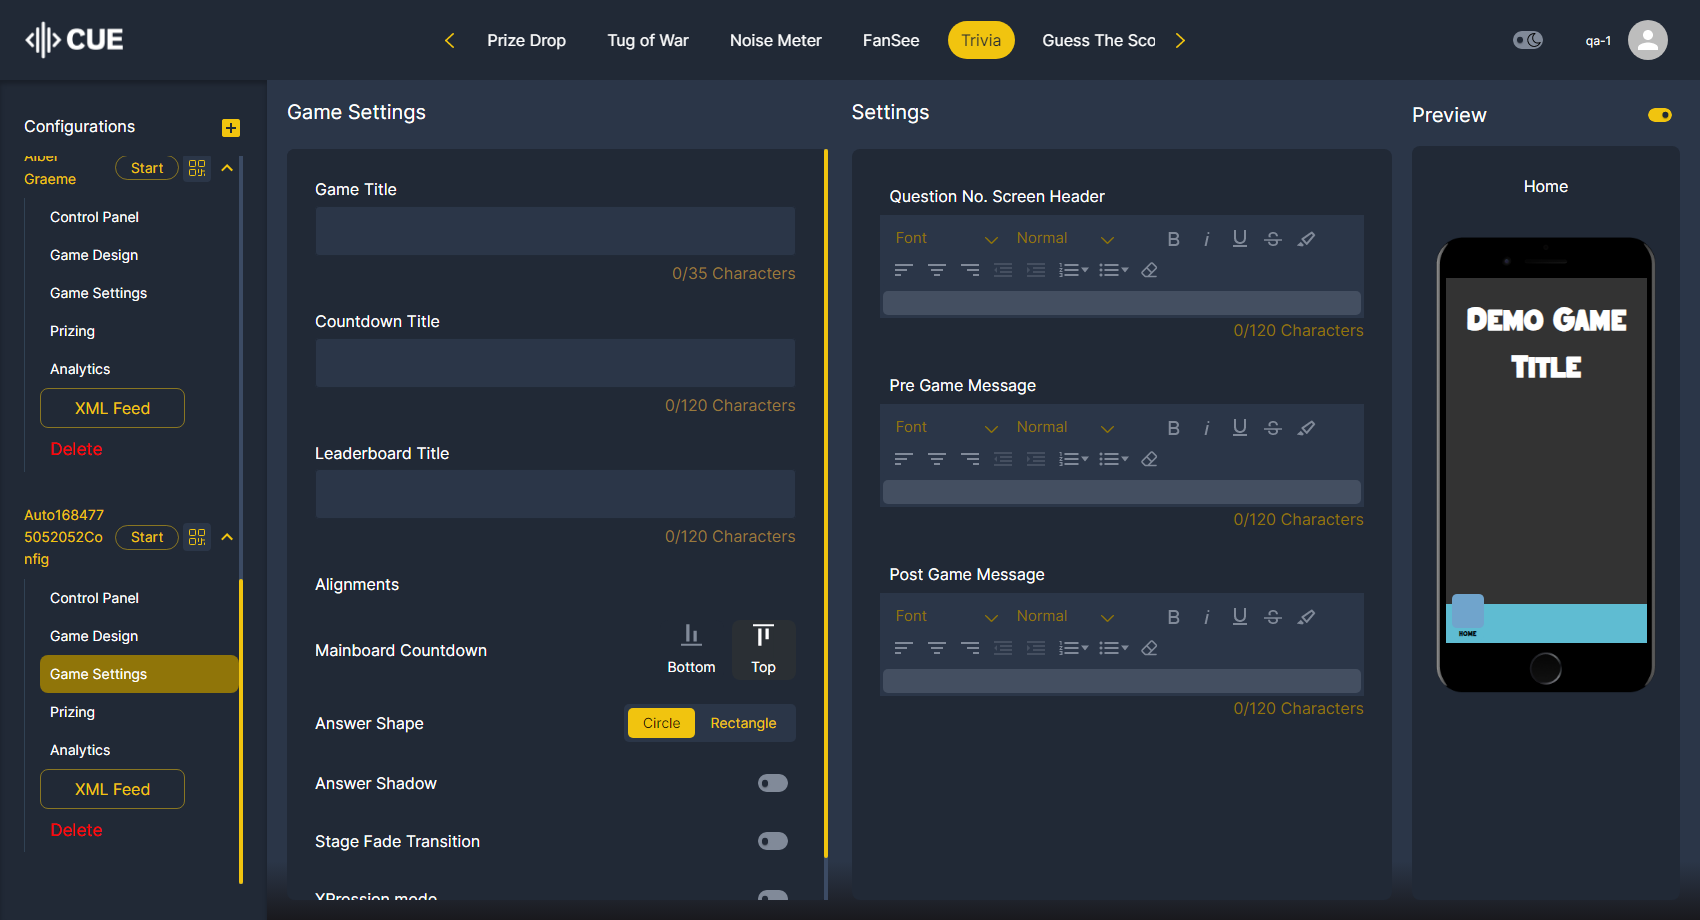 CUE
Prize Drop
Tug of War
Noise Meter
FanSee
Trivia
Guess The Sco
qa-1
Configurations
Graeme
Start
Control Panel
Game Design
Game Settings
Prizing
Analytics
XML Feed
Delete
Auto168477
5052052Co
nfig
Start
Control Panel
Game Design
Game Settings
Prizing
Analytics
XML Feed
Delete
Game Settings
Game Title
0/35 Characters
Countdown Title
0/120 Characters
Leaderboard Title
0/120 Characters
Alignments
Mainboard Countdown
Bottom
Top
Answer Shape
Circle
Rectangle
Answer Shadow
Stage Fade Transition
XPression mode
Settings
Question No. Screen Header
Font
Normal
0/120 Characters
Pre Game Message
Font
Normal
0/120 Characters
Post Game Message
Font
Normal
0/120 Characters
Preview
Home
Demo Game
Title
HOME